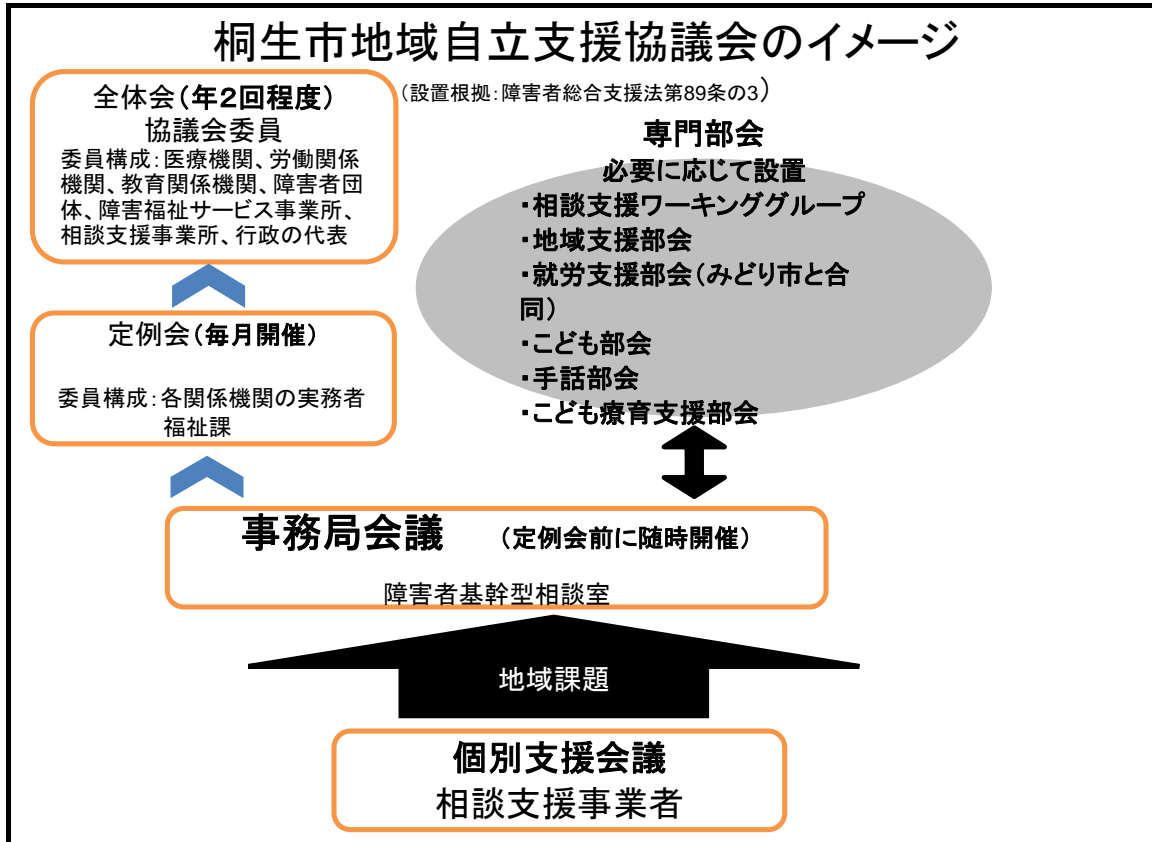 桐生市地域自立支援協議会のイメージ
(設置根拠:障害者総合支援法第89条の3)
全体会(年2回程度)
協議会委員
委員構成:医療機関、労働関係
機関、教育関係機関、障害者団
体、障害福祉サービス事業所、
相談支援事業所、行政の代表
専門部会
必要に応じて設置
・相談支援ワーキンググループ
・地域支援部会
・就労支援部会(みどり市と合
同)
・こども部会
・手話部会
・こども療育支援部会
定例会(毎月開催)
委員構成:各関係機関の実務者
福祉課
事務局会議 (定例会前に随時開催)
障害者基幹型相談室
地域課題
個別支援会議
相談支援事業者